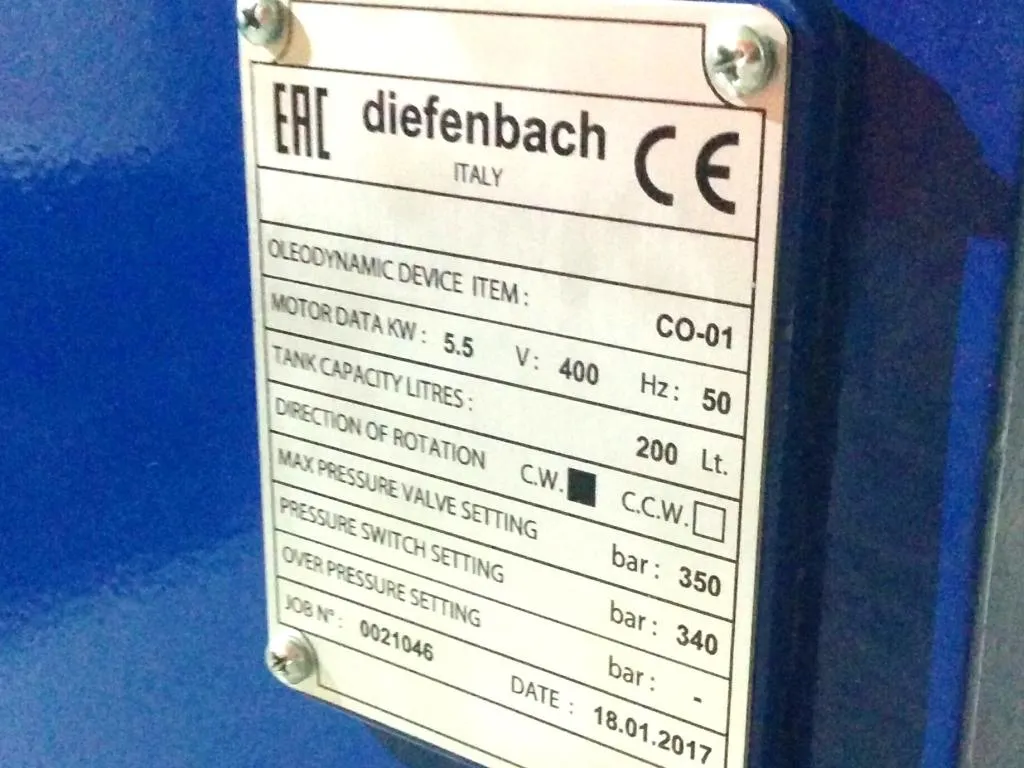 EAC diefenbach CE
ITALY
OLEODYNAMIC DEVICE ITEM : CO-01
MOTOR DATA KW : 5.5 V : 400 Hz : 50
TANK CAPACITY LITRES : 200 Lt.
DIRECTION OF ROTATION C.W. C.C.W.
MAX PRESSURE VALVE SETTING bar : 350
PRESSURE SWITCH SETTING bar : 340
OVER PRESSURE SETTING bar : -
JOB N° : 0021046 DATE : 18.01.2017